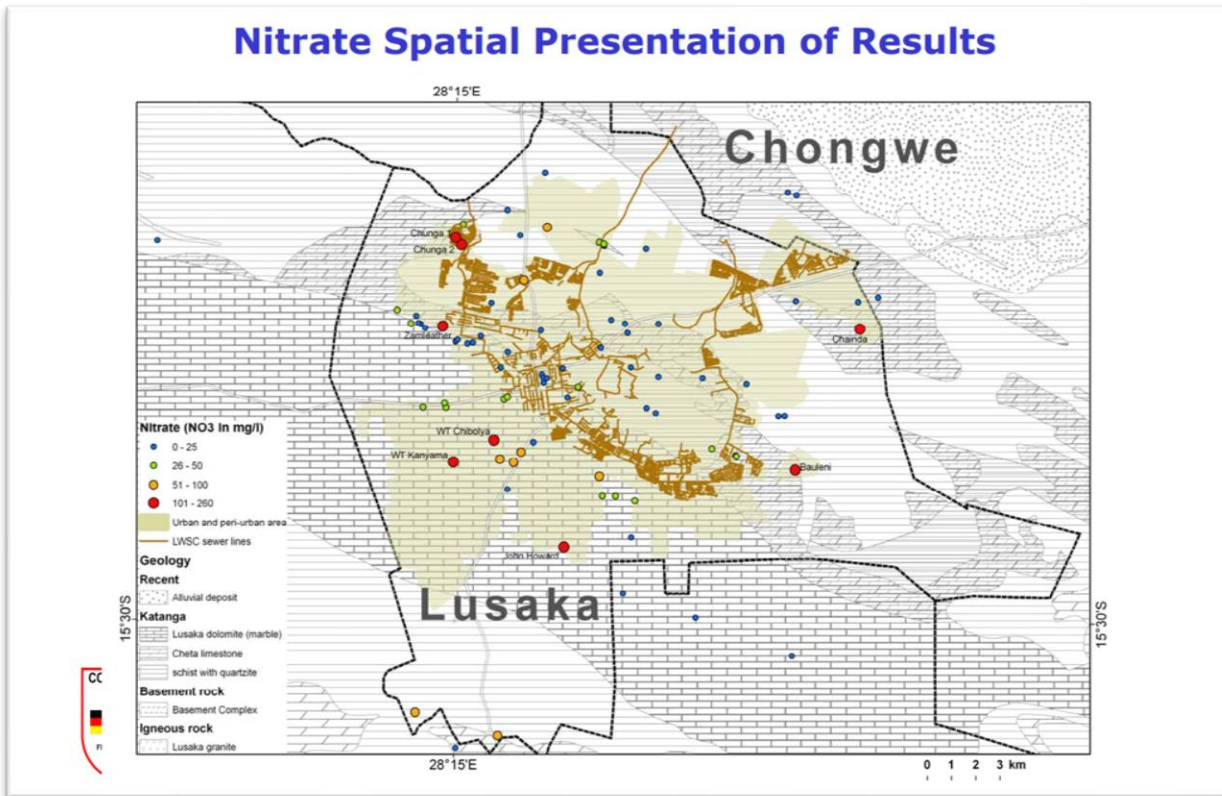 Nitrate Spatial Presentation of Results
28°15'E
Chongwe
Chunga 1
Chunga 2
Zamleather
Chainda
WT Chibolya
WT Kanyama
Bauleni
John Howard
Lusaka
Nitrate (NO3 in mg/l)
0 - 25
26 - 50
51 - 100
101 - 260
Urban and peri-urban area
LWSC sewer lines
Geology
Recent
Alluvial deposit
Katanga
Lusaka dolomite (marble)
Cheta limestone
schist with quartzite
Basement rock
Basement Complex
Igneous rock
Lusaka granite
15°30'S
15°30'S
28°15'E
0 1 2 3 km